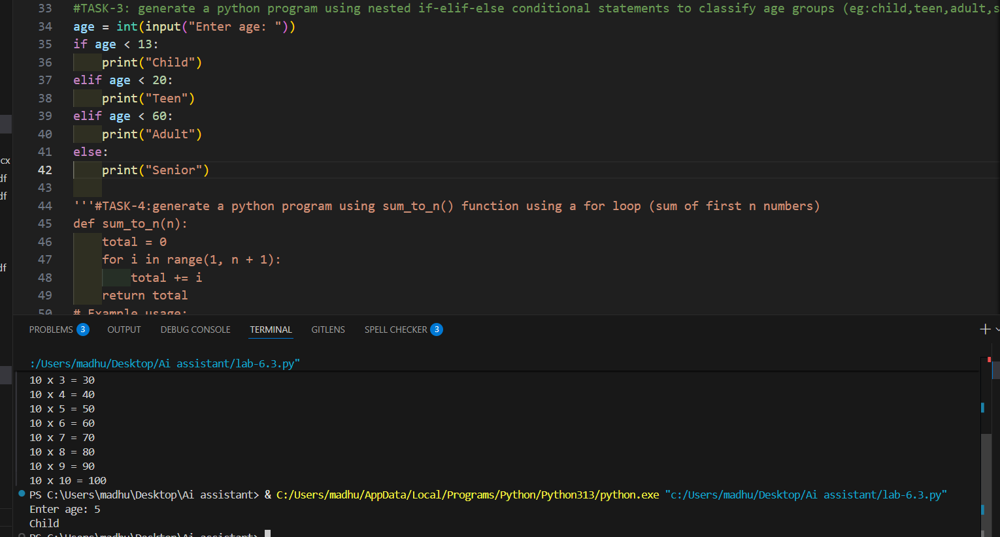 33 #TASK-3: generate a python program using nested if-elif-else conditional statements to classify age groups (eg:child,teen,adult,s
34 age = int(input("Enter age: "))
35 if age < 13:
36     print("Child")
37 elif age < 20:
38     print("Teen")
39 elif age < 60:
40     print("Adult")
41 else:
42     print("Senior")
43
44 '''#TASK-4:generate a python program using sum_to_n() function using a for loop (sum of first n numbers)
45 def sum_to_n(n):
46     total = 0
47     for i in range(1, n + 1):
48         total += i
49     return total
50 # Example usage:
cx
df
df
df
PROBLEMS 3 OUTPUT DEBUG CONSOLE TERMINAL GITLENS SPELL CHECKER 3
:/Users/madhu/Desktop/Ai assistant/lab-6.3.py"
10 x 3 = 30
10 x 4 = 40
10 x 5 = 50
10 x 6 = 60
10 x 7 = 70
10 x 8 = 80
10 x 9 = 90
10 x 10 = 100
PS C:\Users\madhu\Desktop\Ai assistant> & C:/Users/madhu/AppData/Local/Programs/Python/Python313/python.exe "c:/Users/madhu/Desktop/Ai assistant/lab-6.3.py"
Enter age: 5
Child
PS C:\Users\madhu\Desktop\Ai assistant>